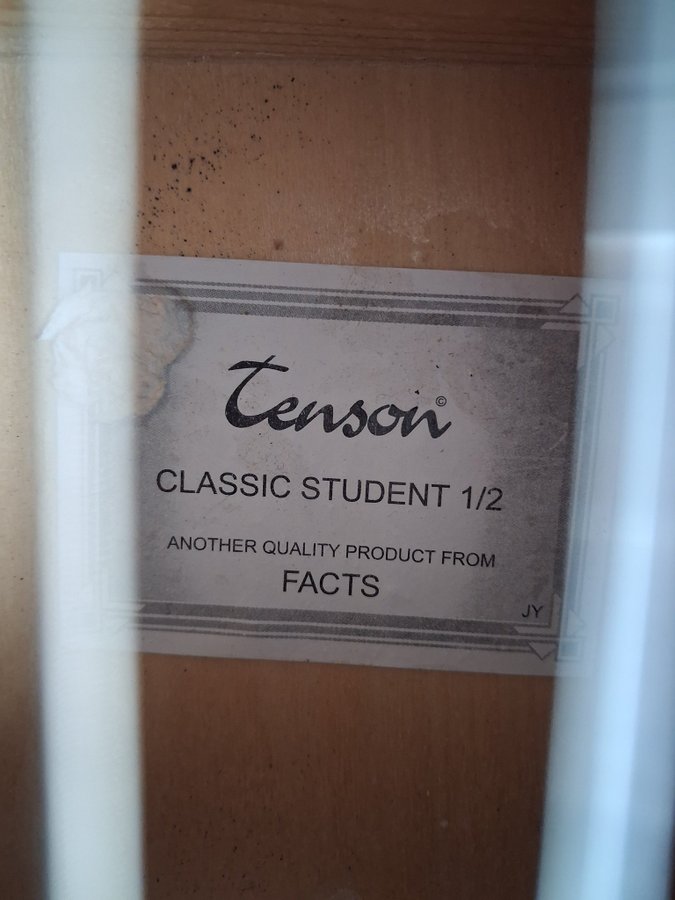 Tenson©
CLASSIC STUDENT 1/2
ANOTHER QUALITY PRODUCT FROM
FACTS
JY